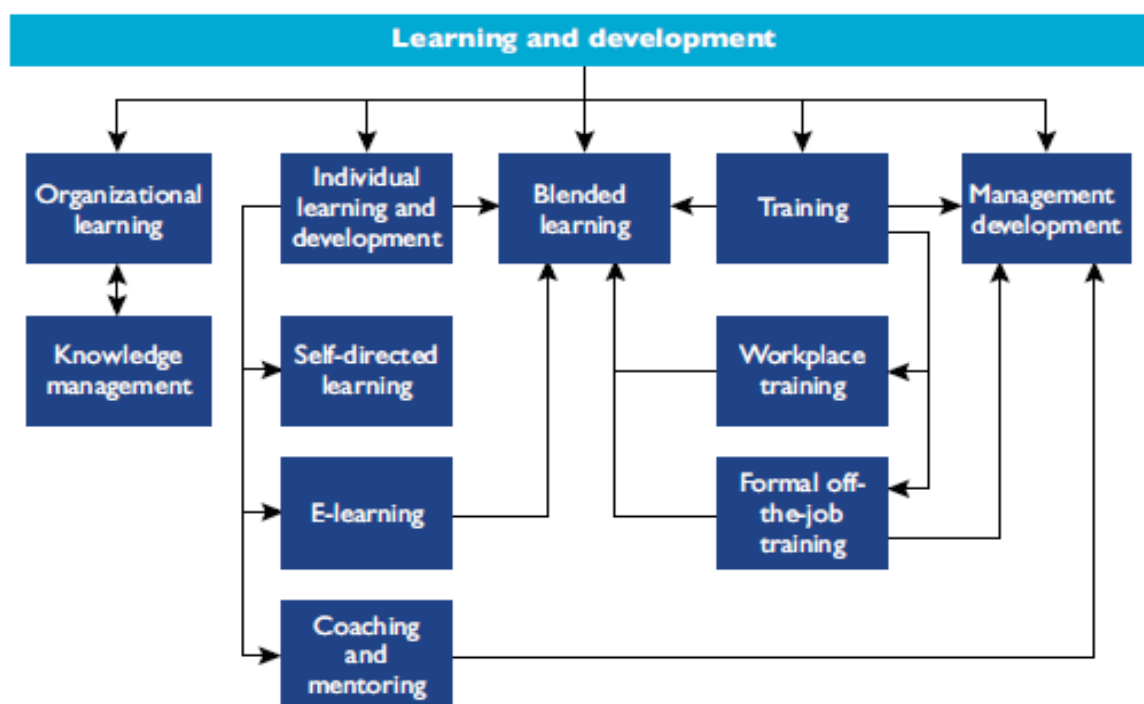 Learning and development
Organizational
learning
Individual
learning and
development
Blended
learning
Training
Management
development
Knowledge
management
Self-directed
learning
Workplace
training
E-learning
Formal off-
the-job
training
Coaching
and
mentoring